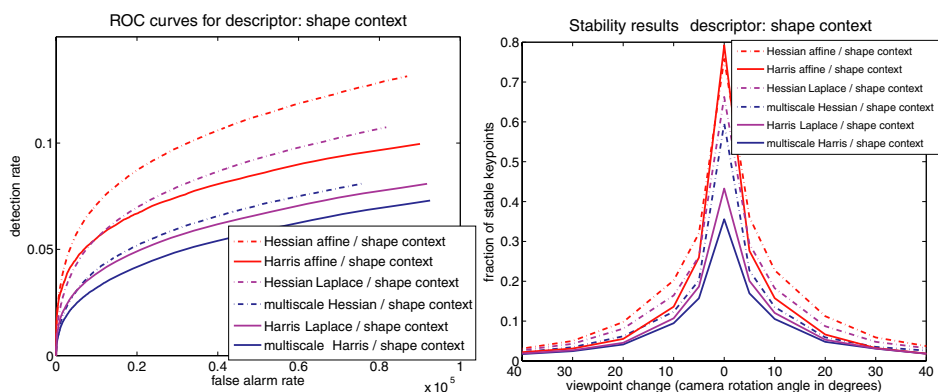 ROC curves for descriptor: shape context
detection rate
0.1
0.05
0
Hessian affine / shape context
Harris affine / shape context
Hessian Laplace / shape context
multiscale Hessian / shape context
Harris Laplace / shape context
multiscale Harris / shape context
0 0.2 0.4 0.6 0.8 1
false alarm rate
x 10^5
Stability results descriptor: shape context
fraction of stable keypoints
0.8
0.7
0.6
0.5
0.4
0.3
0.2
0.1
0
Hessian affine / shape context
Harris affine / shape context
Hessian Laplace / shape context
multiscale Hessian / shape context
Harris Laplace / shape context
multiscale Harris / shape context
40 30 20 10 0 10 20 30 40
viewpoint change (camera rotation angle in degrees)